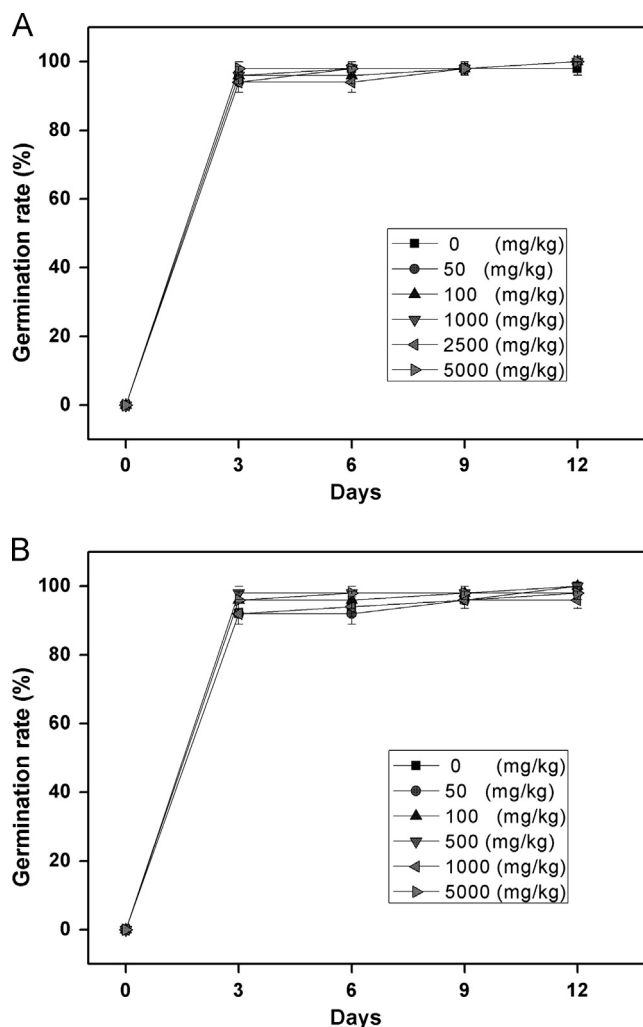 A
100
80
60
40
20
0
Germination rate (%)
0 (mg/kg)
50 (mg/kg)
100 (mg/kg)
1000 (mg/kg)
2500 (mg/kg)
5000 (mg/kg)
0 3 6 9 12
Days
B
100
80
60
40
20
0
Germination rate (%)
0 (mg/kg)
50 (mg/kg)
100 (mg/kg)
500 (mg/kg)
1000 (mg/kg)
5000 (mg/kg)
0 3 6 9 12
Days